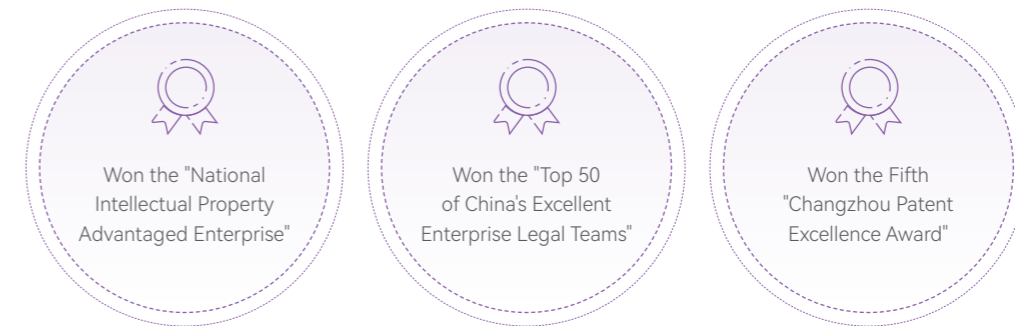 Won the "National
Intellectual Property
Advantaged Enterprise"
Won the "Top 50
of China's Excellent
Enterprise Legal Teams"
Won the Fifth
"Changzhou Patent
Excellence Award"